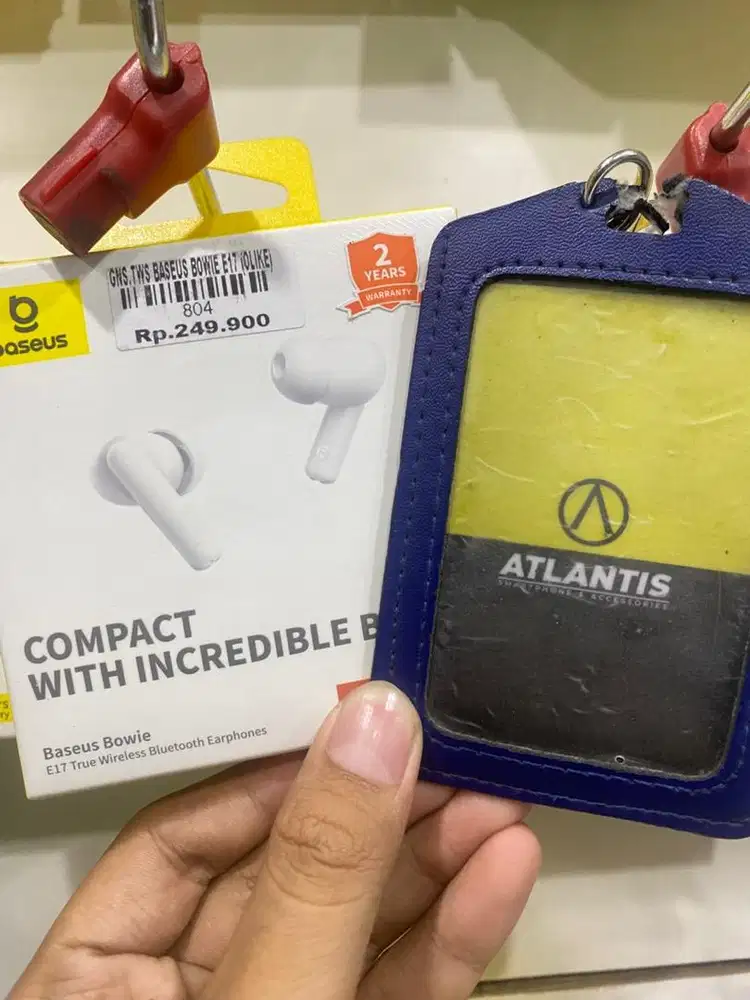 GNS.TWS BASEUS BOWIE E17 (OLIKE)
804
Rp.249.900
2
YEARS
WARRANTY
baseus
COMPACT
WITH INCREDIBLE B
Baseus Bowie
E17 True Wireless Bluetooth Earphones
ATLANTIS
SMARTPHONE & ACCESSORIES